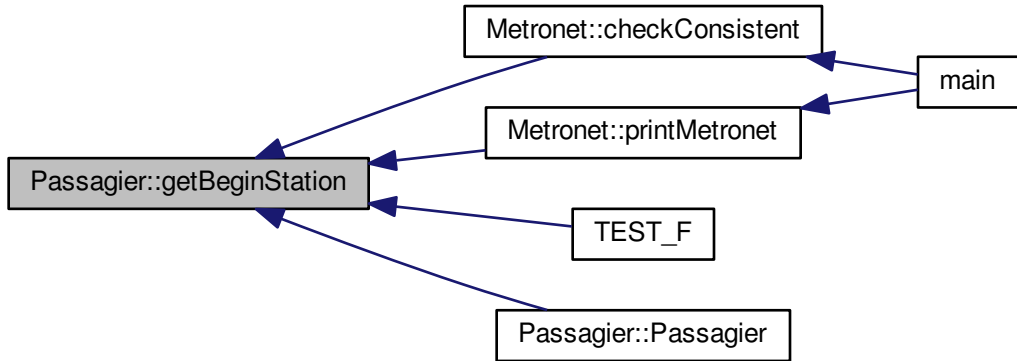 Metronet::checkConsistent
main
Metronet::printMetronet
Passagier::getBeginStation
TEST_F
Passagier::Passagier